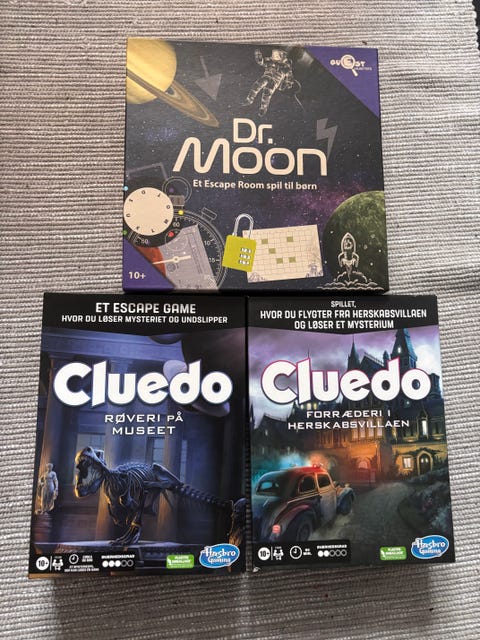 QUEST
Dr.
Moon
Et Escape Room spil til børn
10+
ET ESCAPE GAME
HVOR DU LØSER MYSTERIET OG UNDSLIPPER
Cluedo
RØVERI PÅ
MUSEET
10+
Hasbro
Gaming
SPILLET,
HVOR DU FLYGTER FRA HERSKABSVILLAEN
OG LØSER ET MYSTERIUM
Cluedo
FORRÆDERI I
HERSKABSVILLAEN
10+
Hasbro
Gaming